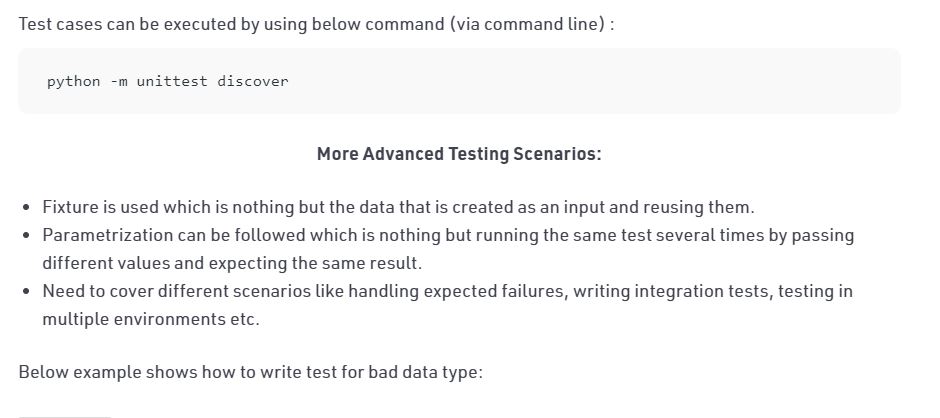 Test cases can be executed by using below command (via command line) :
python -m unittest discover
More Advanced Testing Scenarios:
• Fixture is used which is nothing but the data that is created as an input and reusing them.
• Parametrization can be followed which is nothing but running the same test several times by passing
different values and expecting the same result.
• Need to cover different scenarios like handling expected failures, writing integration tests, testing in
multiple environments etc.
Below example shows how to write test for bad data type: